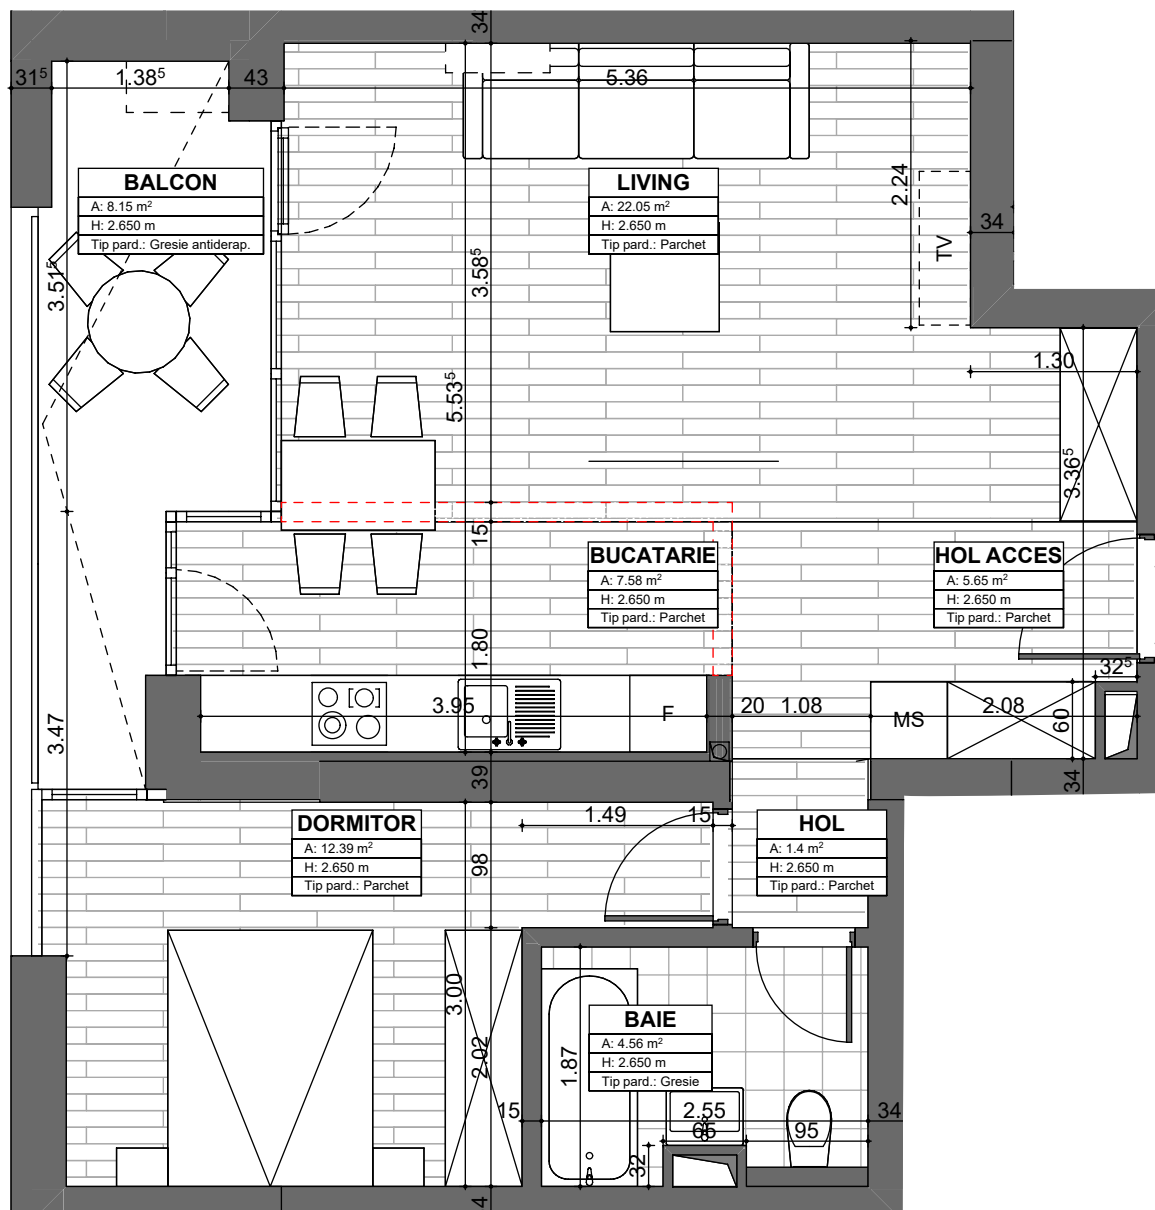 34
31⁵
1.38⁵
43
5.36
BALCON
A: 8.15 m²
H: 2.650 m
Tip pard.: Gresie antiderap.
LIVING
A: 22.05 m²
H: 2.650 m
Tip pard.: Parchet
2.24
34
TV
3.51⁵
3.58⁵
1.30
5.53⁵
3.36⁵
15
BUCATARIE
A: 7.58 m²
H: 2.650 m
Tip pard.: Parchet
HOL ACCES
A: 5.65 m²
H: 2.650 m
Tip pard.: Parchet
1.80
32⁵
3.47
3.95
F
20
1.08
MS
2.08
60
39
34
DORMITOR
A: 12.39 m²
H: 2.650 m
Tip pard.: Parchet
1.49
15
HOL
A: 1.4 m²
H: 2.650 m
Tip pard.: Parchet
98
3.00
2.02
BAIE
A: 4.56 m²
H: 2.650 m
Tip pard.: Gresie
1.87
15
2.55
34
65
95
32
4